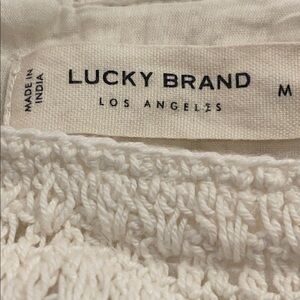 MADE IN
INDIA
LUCKY BRAND
LOS ANGELES
M